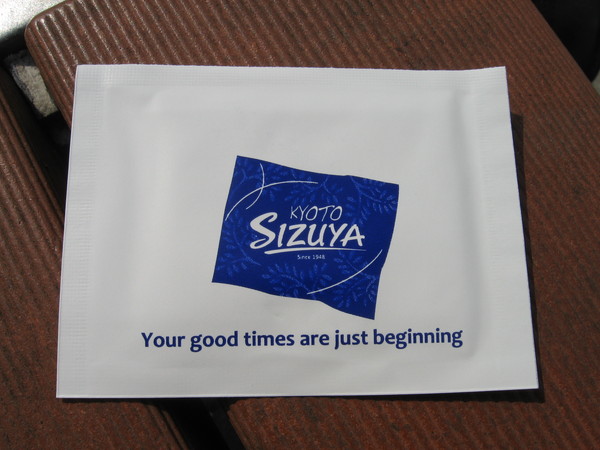 KYOTO
SIZUYA
Since 1948
Your good times are just beginning